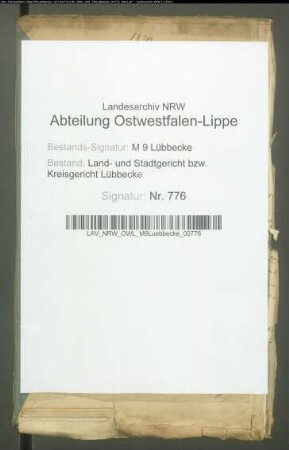 Landesarchiv NRW
Abteilung Ostwestfalen-Lippe
Bestands-Signatur: M 9 Lübbecke
Bestand: Land- und Stadtgericht bzw.
Kreisgericht Lübbecke
Signatur: Nr. 776
LAV_NRW_OWL_M9Luebbecke_00776